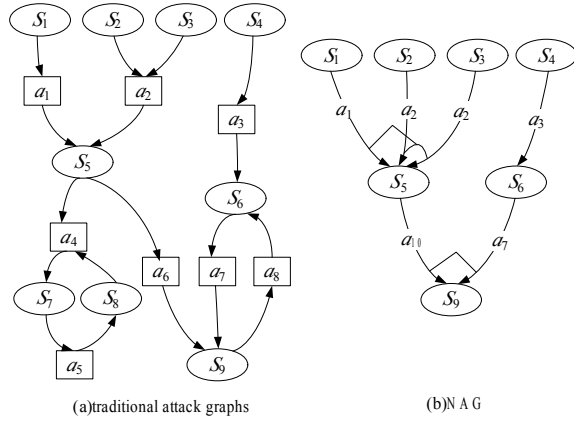 S1 S2 S3 S4
a1 a2
a3
S5
S6
a4
a6 a7 a8
S7 S8
a5
S9
(a)traditional attack graphs
S1 S2 S3 S4
a1 a2 a2 a3
S5 S6
a10 a7
S9
(b)N A G